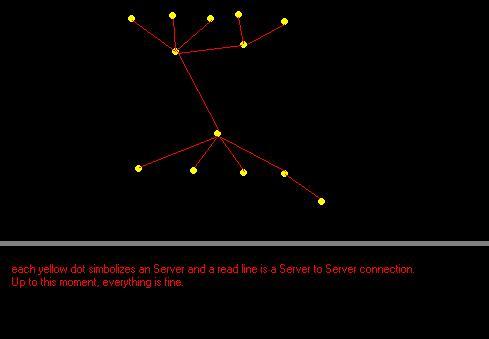 each yellow dot simbolizes an Server and a read line is a Server to Server connection.
Up to this moment, everything is fine.